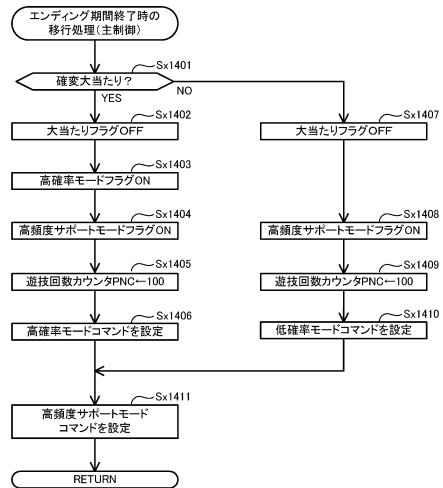 エンディング期間終了時の
移行処理(主制御)
Sx1401
確変大当たり?
YES
NO
Sx1402
大当たりフラグOFF
Sx1403
高確率モードフラグON
Sx1404
高頻度サポートモードフラグON
Sx1405
遊技回数カウンタPNC←100
Sx1406
高確率モードコマンドを設定
Sx1407
大当たりフラグOFF
Sx1408
高頻度サポートモードフラグON
Sx1409
遊技回数カウンタPNC←100
Sx1410
低確率モードコマンドを設定
Sx1411
高頻度サポートモード
コマンドを設定
RETURN